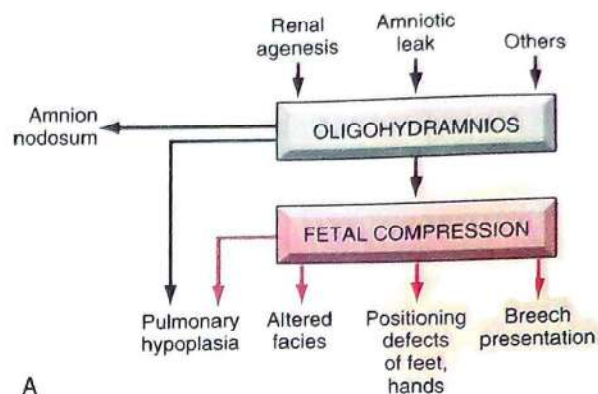 Renal
agenesis
Amniotic
leak
Others
Amnion
nodosum
OLIGOHYDRAMNIOS
FETAL COMPRESSION
Pulmonary
hypoplasia
Altered
facies
Positioning
defects
of feet,
hands
Breech
presentation
A